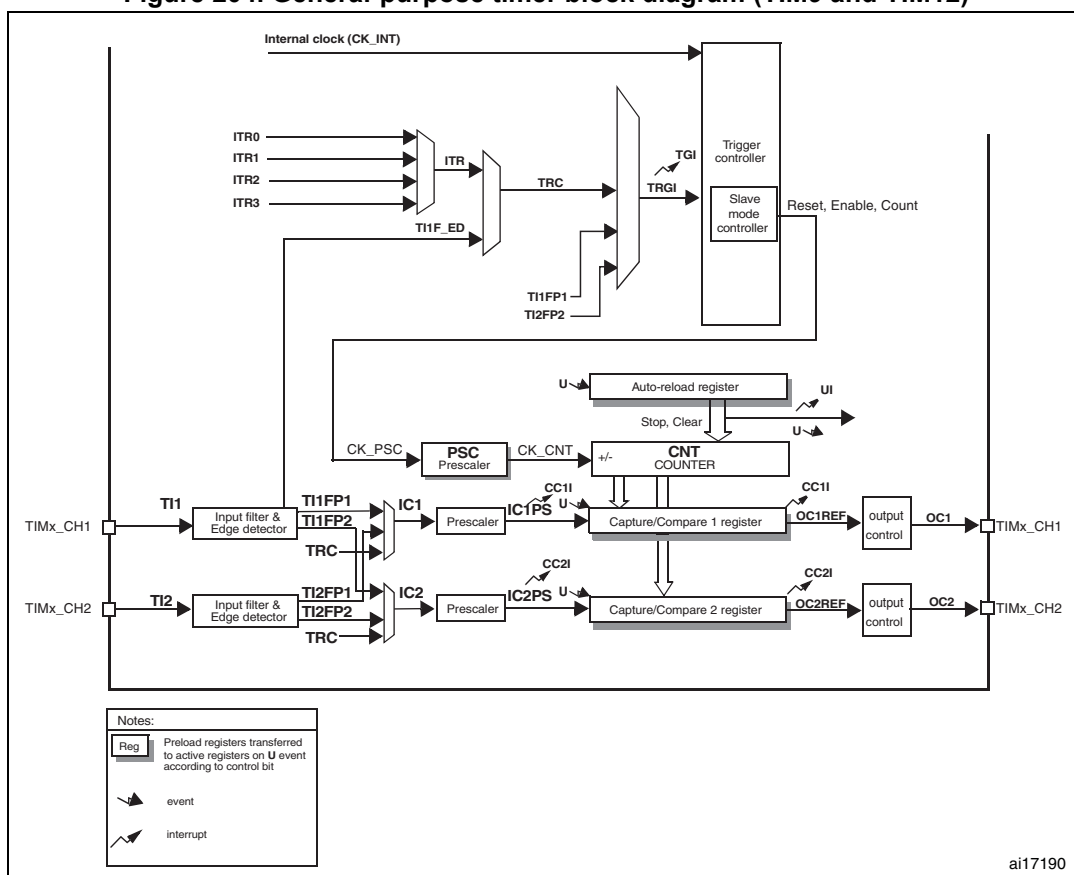 Internal clock (CK_INT)
ITR0
ITR1
ITR2
ITR3
ITR
TI1F_ED
TRC
TGI
TRGI
TI1FP1
TI2FP2
Trigger
controller
Slave
mode
controller
Reset, Enable, Count
U
Auto-reload register
UI
U
Stop, Clear
CK_PSC
PSC
Prescaler
CK_CNT
+/-
CNT
COUNTER
TIMx_CH1
TI1
Input filter &
Edge detector
TI1FP1
TI1FP2
TRC
IC1
Prescaler
CC1I
IC1PS
U
Capture/Compare 1 register
CC1I
OC1REF
output
control
OC1
TIMx_CH1
TIMx_CH2
TI2
Input filter &
Edge detector
TI2FP1
TI2FP2
TRC
IC2
Prescaler
CC2I
IC2PS
U
Capture/Compare 2 register
CC2I
OC2REF
output
control
OC2
TIMx_CH2
Notes:
Reg
Preload registers transferred
to active registers on U event
according to control bit
event
interrupt
ai17190